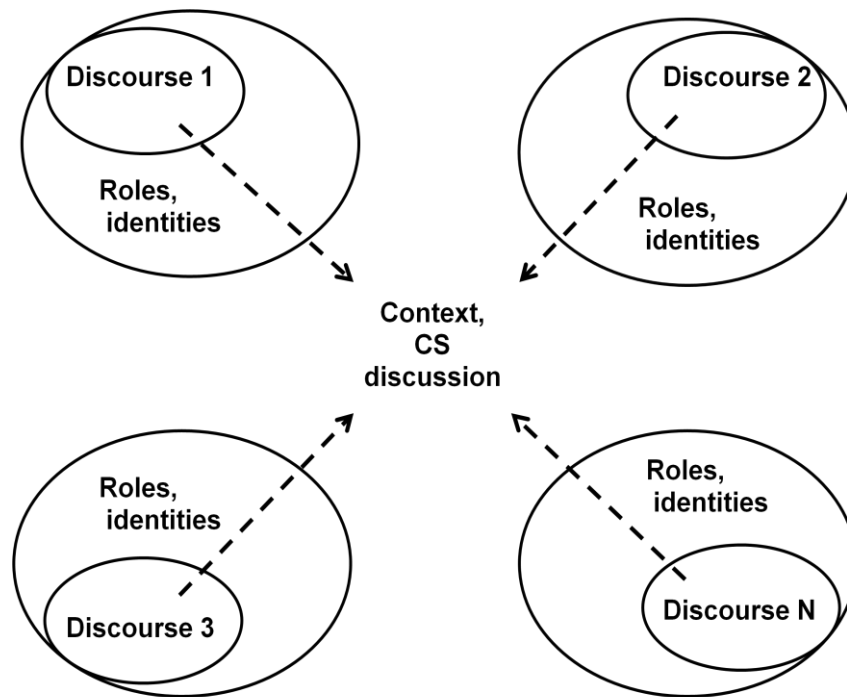 Discourse 1
Roles,
identities
Discourse 2
Roles,
identities
Context,
CS
discussion
Roles,
identities
Discourse 3
Roles,
identities
Discourse N